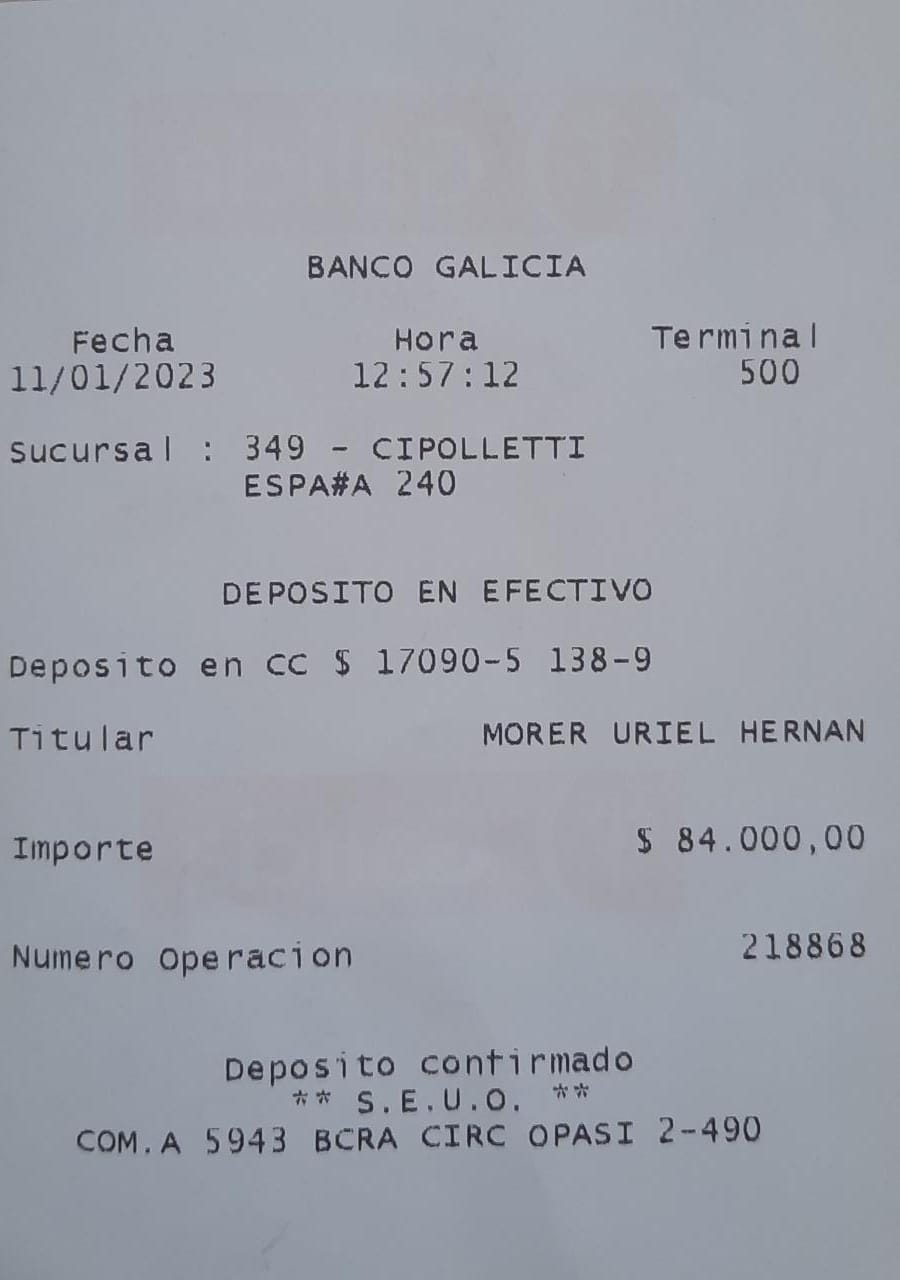 BANCO GALICIA
Fecha Hora Terminal
11/01/2023 12:57:12 500
Sucursal : 349 - CIPOLLETTI
ESPA#A 240
DEPOSITO EN EFECTIVO
Deposito en CC $ 17090-5 138-9
Titular MORER URIEL HERNAN
Importe $ 84.000,00
Numero Operacion 218868
Deposito confirmado
** S.E.U.O. **
COM.A 5943 BCRA CIRC OPASI 2-490